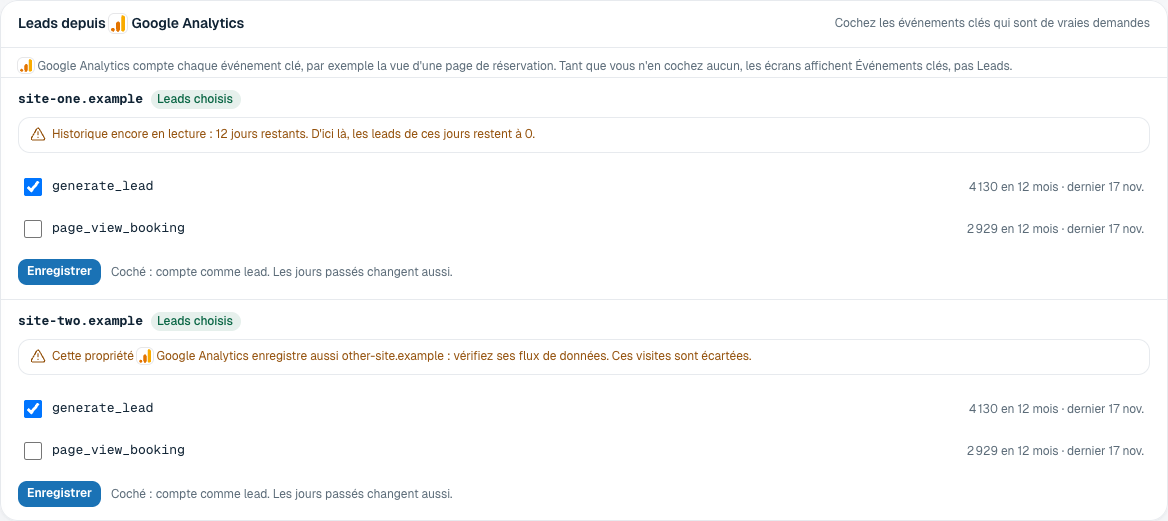 Leads depuis Google Analytics
Cochez les événements clés qui sont de vraies demandes
Google Analytics compte chaque événement clé, par exemple la vue d'une page de réservation. Tant que vous n'en cochez aucun, les écrans affichent Événements clés, pas Leads.
site-one.example Leads choisis
Historique encore en lecture : 12 jours restants. D'ici là, les leads de ces jours restent à 0.
generate_lead 4 130 en 12 mois · dernier 17 nov.
page_view_booking 2 929 en 12 mois · dernier 17 nov.
Enregistrer Coché : compte comme lead. Les jours passés changent aussi.
site-two.example Leads choisis
Cette propriété Google Analytics enregistre aussi other-site.example : vérifiez ses flux de données. Ces visites sont écartées.
generate_lead 4 130 en 12 mois · dernier 17 nov.
page_view_booking 2 929 en 12 mois · dernier 17 nov.
Enregistrer Coché : compte comme lead. Les jours passés changent aussi.